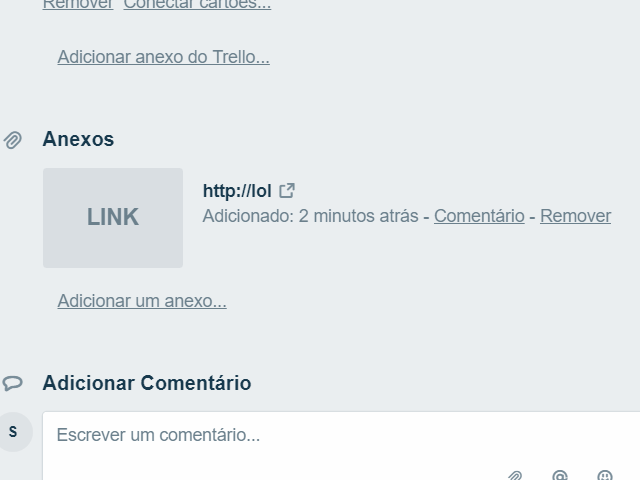 Remover Conectar cartões...
Adicionar anexo do Trello...
Anexos
LINK
http://lol
Adicionado: 2 minutos atrás - Comentário - Remover
Adicionar um anexo...
Adicionar Comentário
S
Escrever um comentário...
@